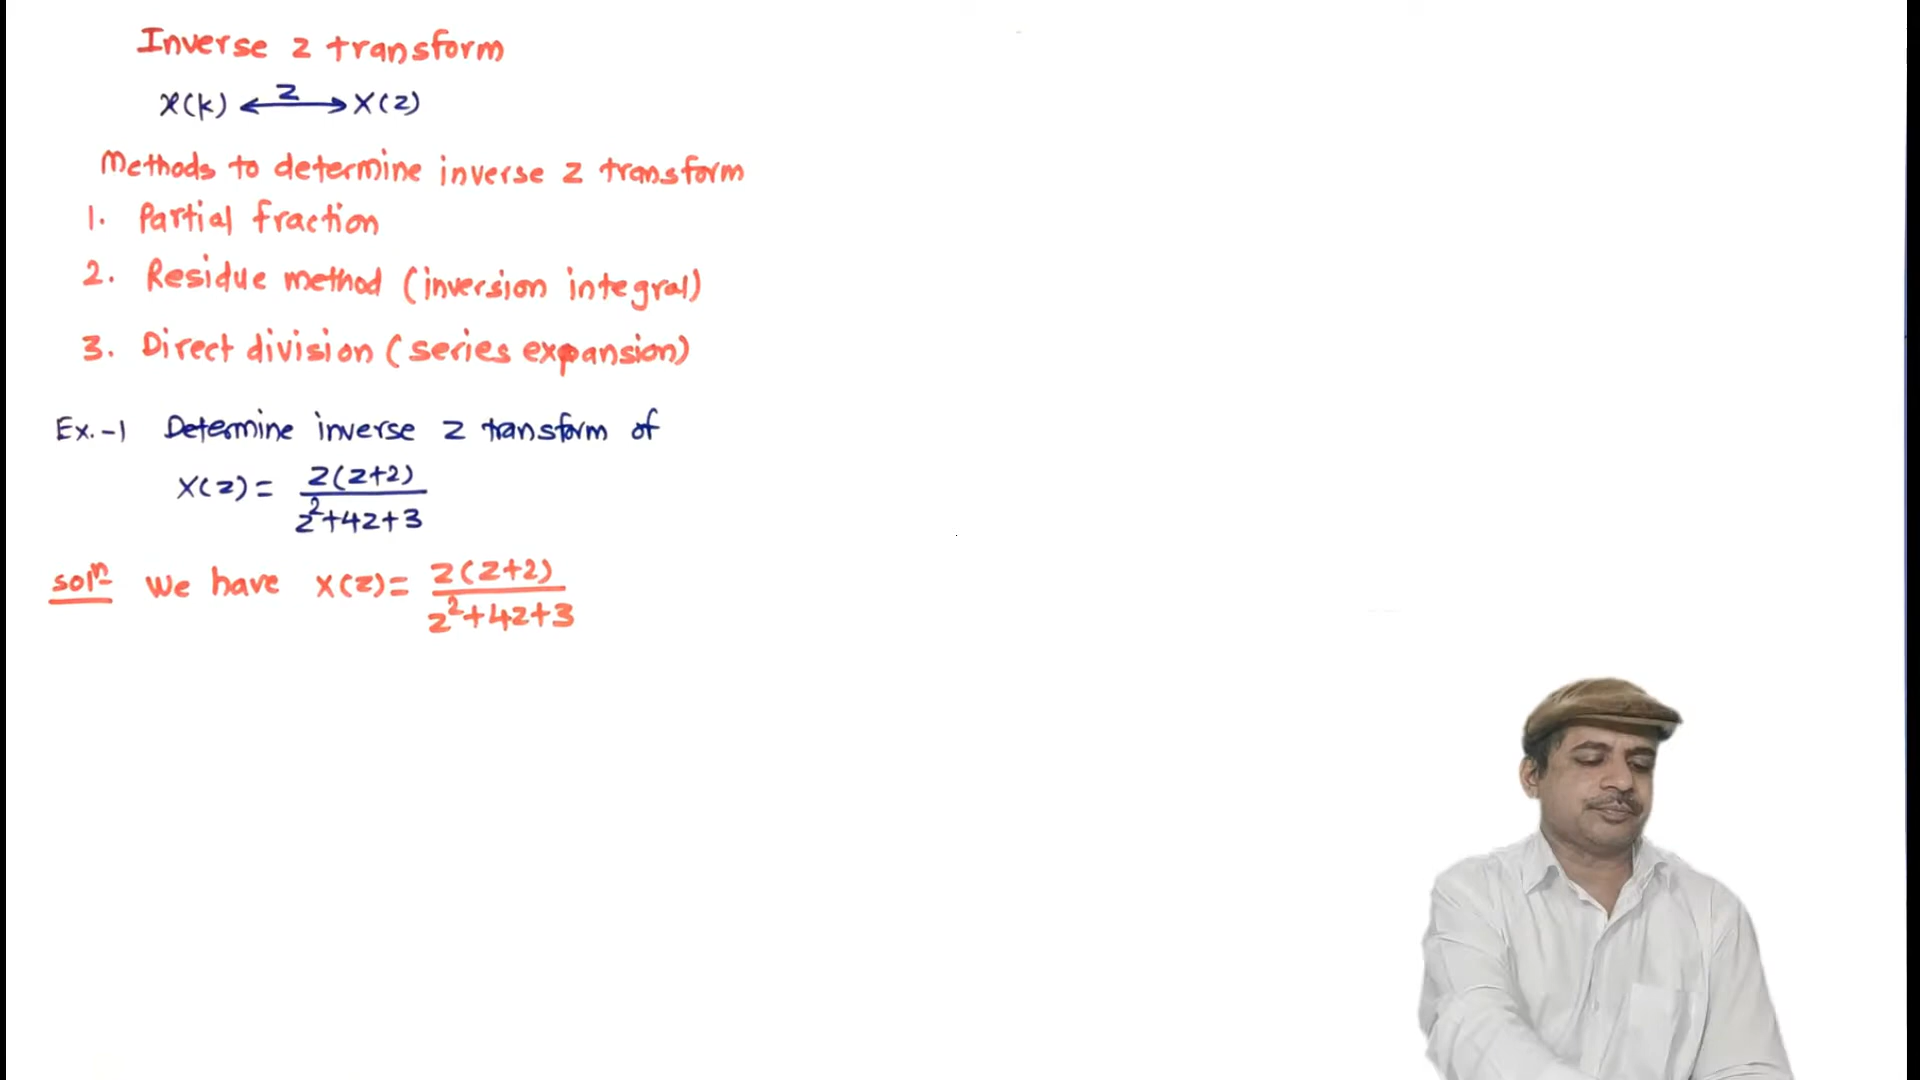 Inverse z transform
x(k) ⟷ X(z)
z
Methods to determine inverse z transform
1. Partial fraction
2. Residue method (inversion integral)
3. Direct division (series expansion)
Ex.-1 Determine inverse z transform of
X(z) = z(z+2) / z²+4z+3
solⁿ We have X(z) = z(z+2) / z²+4z+3